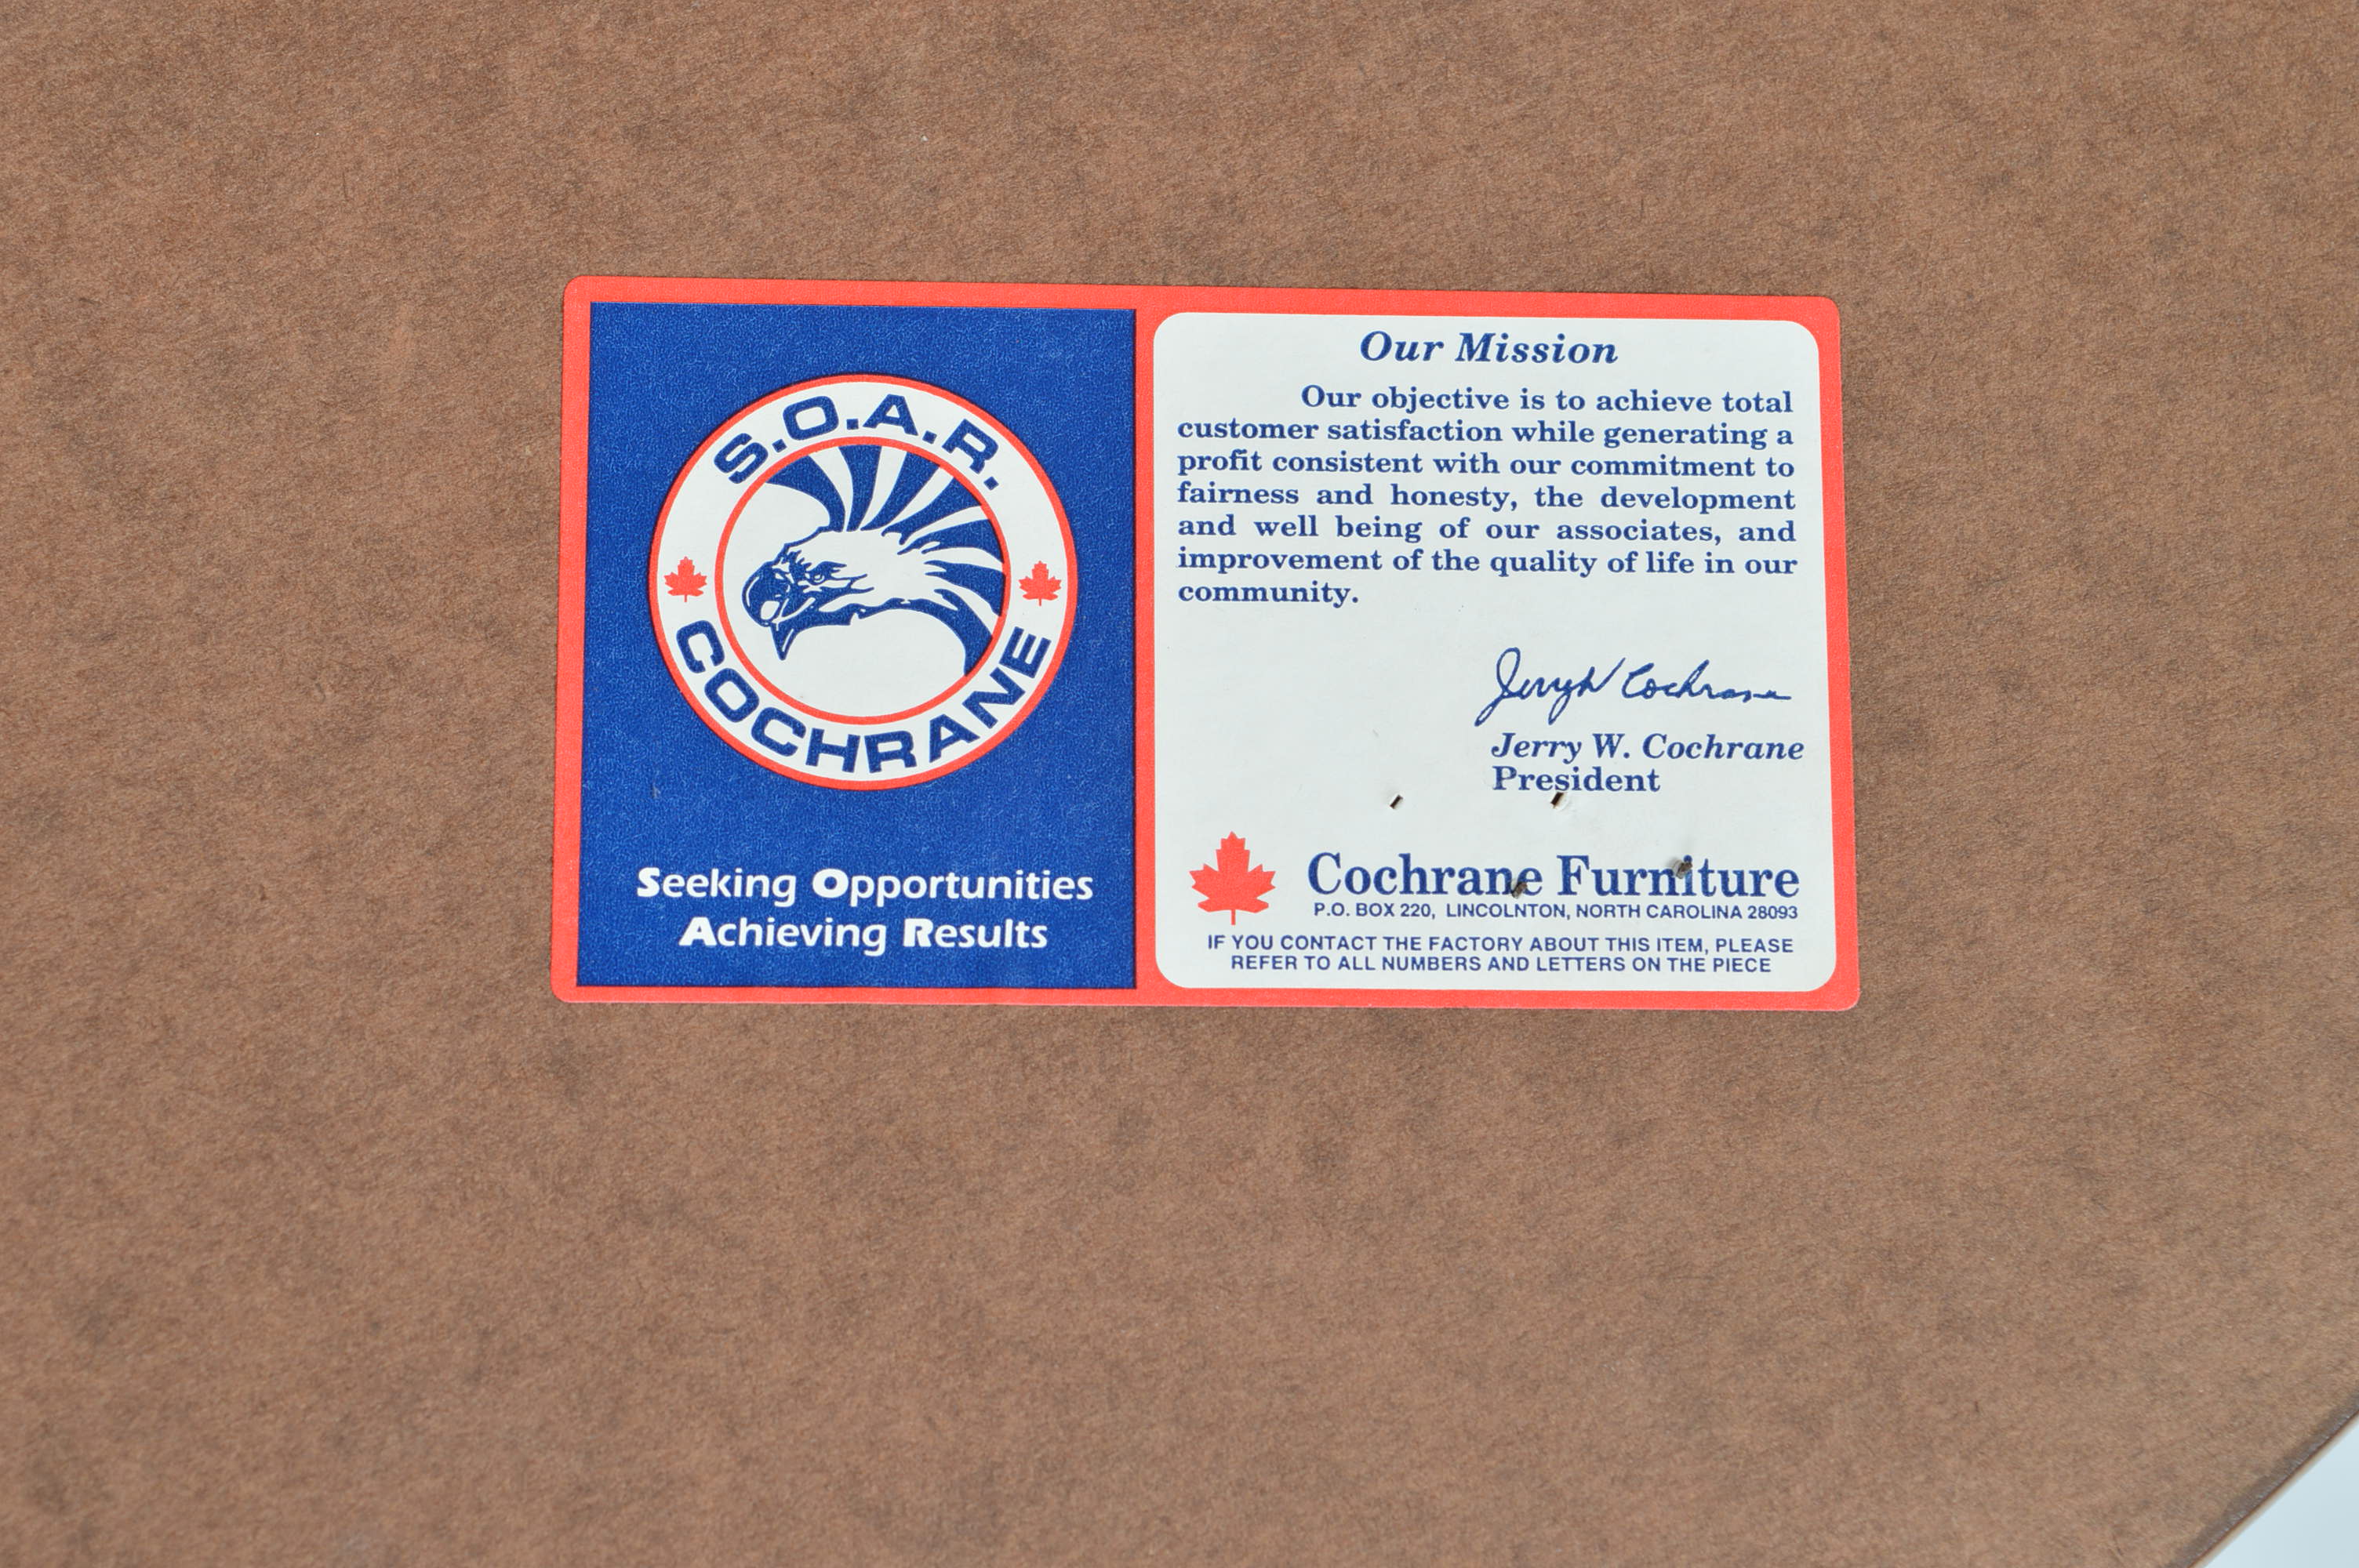 S.O.A.R.
COCHRANE
Seeking Opportunities
Achieving Results
Our Mission
Our objective is to achieve total
customer satisfaction while generating a
profit consistent with our commitment to
fairness and honesty, the development
and well being of our associates, and
improvement of the quality of life in our
community.
Jerry W Cochrane
Jerry W. Cochrane
President
Cochrane Furniture
P.O. BOX 220, LINCOLNTON, NORTH CAROLINA 28093
IF YOU CONTACT THE FACTORY ABOUT THIS ITEM, PLEASE
REFER TO ALL NUMBERS AND LETTERS ON THE PIECE